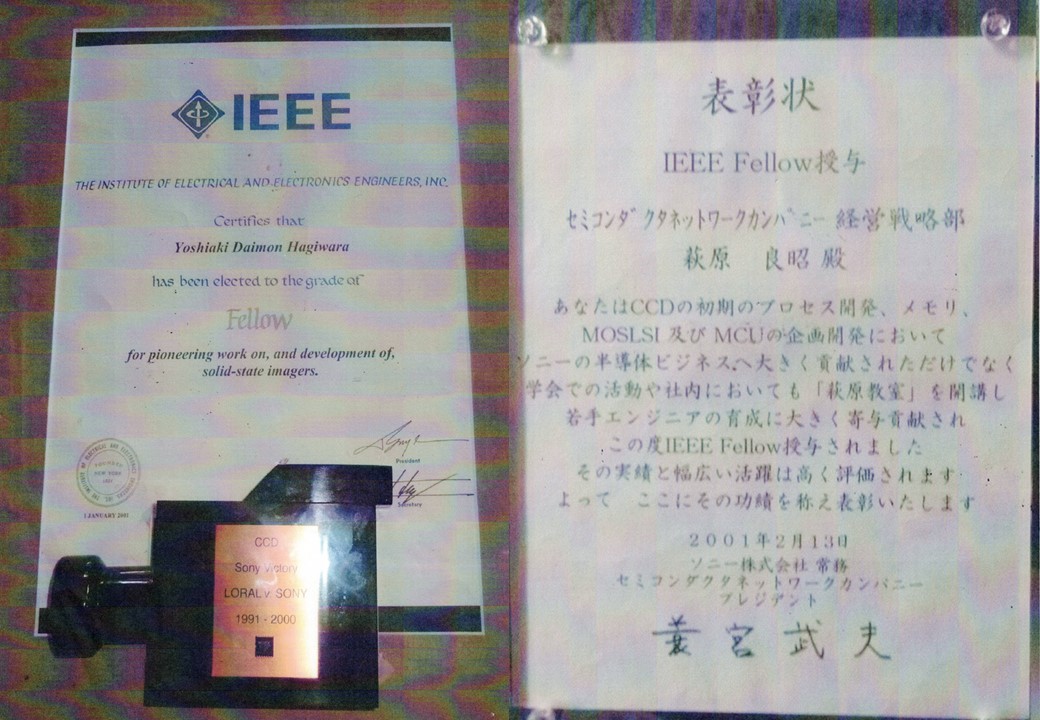 IEEE
THE INSTITUTE OF ELECTRICAL AND ELECTRONICS ENGINEERS, INC.
Certifies that
Yoshiaki Daimon Hagiwara
has been elected to the grade of
Fellow
for pioneering work on, and development of,
solid-state imagers.
President
Secretary
1 JANUARY 2001
CCD
Sony Victory
LORAL v. SONY
1991 - 2000
表彰状
IEEE Fellow授与
セミコンダクタネットワークカンパニー 経営戦略部
萩原 良昭 殿
あなたはCCDの初期のプロセス開発、メモリ、
MOSLSI 及び MCUの企画開発において
ソニーの半導体ビジネスへ大きく貢献されただけでなく
学会での活動や社内においても「萩原教室」を開講し
若手エンジニアの育成に大きく寄与貢献され
この度IEEE Fellow授与されました
その実績と幅広い活躍は高く評価されます
よって ここにその功績を称え表彰いたします
2001年2月13日
ソニー株式会社 常務
セミコンダクタネットワークカンパニー
プレジデント